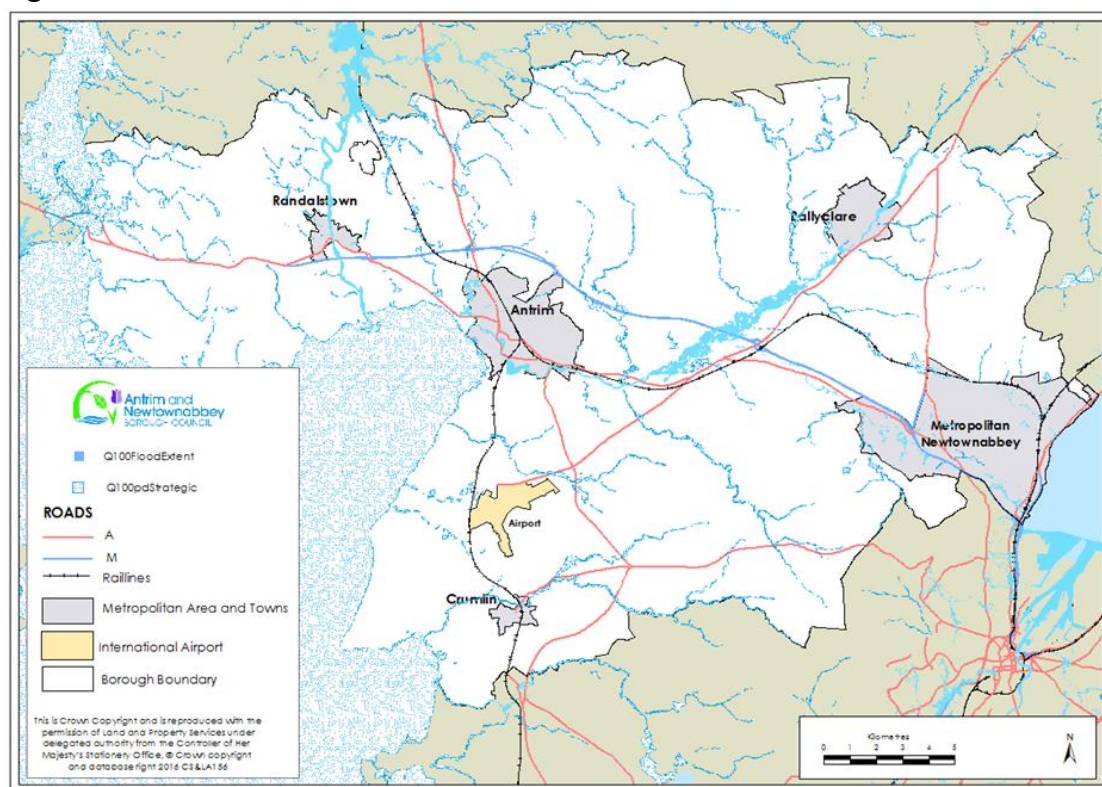 Randalstown
Ballyclare
Antrim
Metropolitan
Newtownabbey
Airport
Crumlin
Antrim and
Newtownabbey
BOROUGH COUNCIL
Q100FloodExtent
Q100pdStrategic
ROADS
A
M
Raillines
Metropolitan Area and Towns
International Airport
Borough Boundary
This is Crown Copyright and is reproduced with the
permission of Land and Property Services under
delegated authority from the Controller of Her
Majesty's Stationery Office, © Crown copyright
and database right 2016 CS&LA156
Kilometres
0 1 2 3 4 5
N